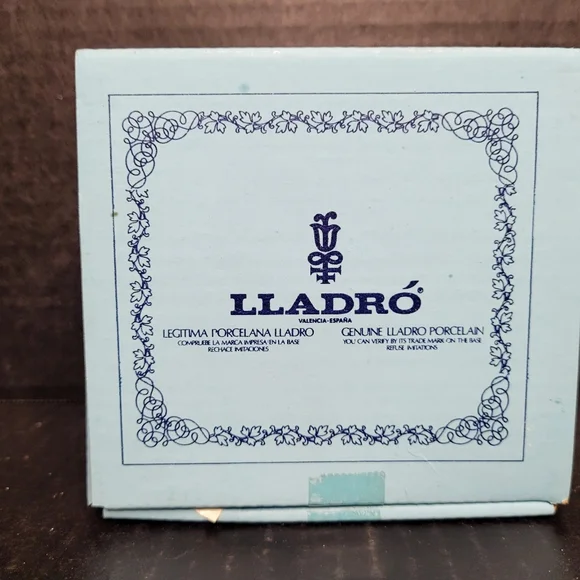 LLADRÓ®
VALENCIA-ESPAÑA
LEGITIMA PORCELANA LLADRO
COMPRUEBE LA MARCA IMPRESA EN LA BASE
RECHACE IMITACIONES
GENUINE LLADRO PORCELAIN
YOU CAN VERIFY BY ITS TRADE MARK ON THE BASE
REFUSE IMITATIONS